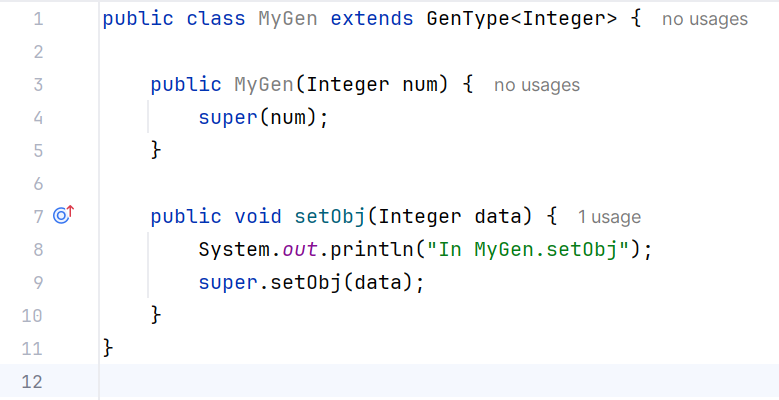 1 public class MyGen extends GenType<Integer> { no usages
2
3 public MyGen(Integer num) { no usages
4 super(num);
5 }
6
7 public void setObj(Integer data) { 1 usage
8 System.out.println("In MyGen.setObj");
9 super.setObj(data);
10 }
11 }
12